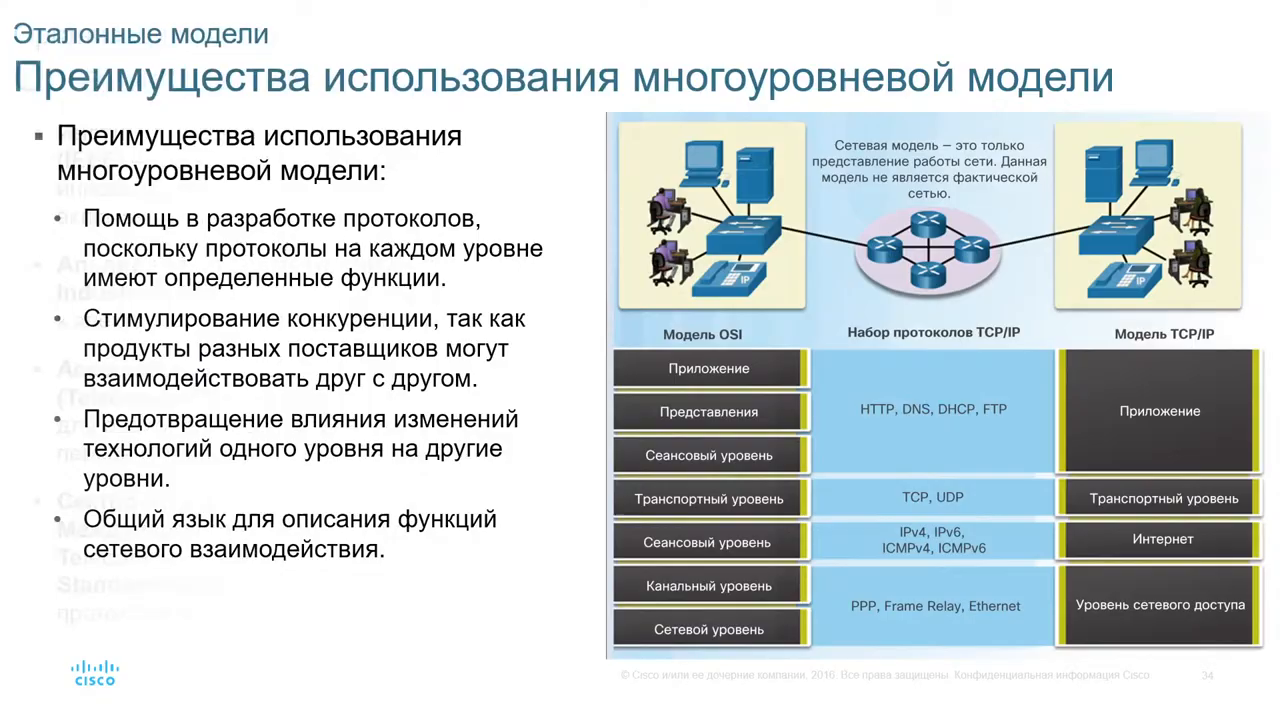 Эталонные модели
Преимущества использования многоуровневой модели
Преимущества использования
многоуровневой модели:
Помощь в разработке протоколов,
поскольку протоколы на каждом уровне
имеют определенные функции.
Стимулирование конкуренции, так как
продукты разных поставщиков могут
взаимодействовать друг с другом.
Предотвращение влияния изменений
технологий одного уровня на другие
уровни.
Общий язык для описания функций
сетевого взаимодействия.
Сетевая модель – это только
представление работы сети. Данная
модель не является фактической
сетью.
IP
IP
Модель OSI
Набор протоколов TCP/IP
Модель TCP/IP
Приложение
Представления
Сеансовый уровень
Транспортный уровень
Сеансовый уровень
Канальный уровень
Сетевой уровень
HTTP, DNS, DHCP, FTP
TCP, UDP
IPv4, IPv6,
ICMPv4, ICMPv6
PPP, Frame Relay, Ethernet
Приложение
Транспортный уровень
Интернет
Уровень сетевого доступа
CISCO
© Cisco и/или ее дочерние компании, 2016. Все права защищены. Конфиденциальная информация Cisco
34